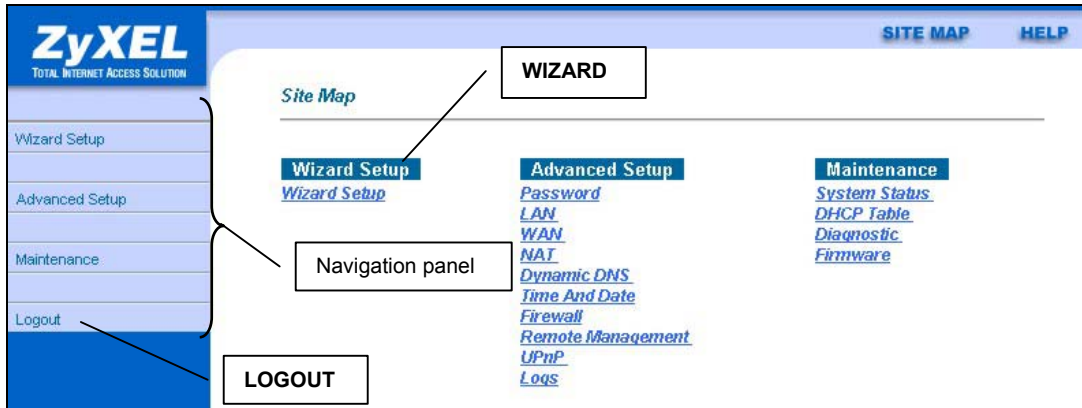 ZyXEL
TOTAL INTERNET ACCESS SOLUTION
SITE MAP
HELP
WIZARD
Site Map
Wizard Setup
Advanced Setup
Maintenance
Logout
Navigation panel
LOGOUT
Wizard Setup
Wizard Setup
Advanced Setup
Password
LAN
WAN
NAT
Dynamic DNS
Time And Date
Firewall
Remote Management
UPnP
Logs
Maintenance
System Status
DHCP Table
Diagnostic
Firmware